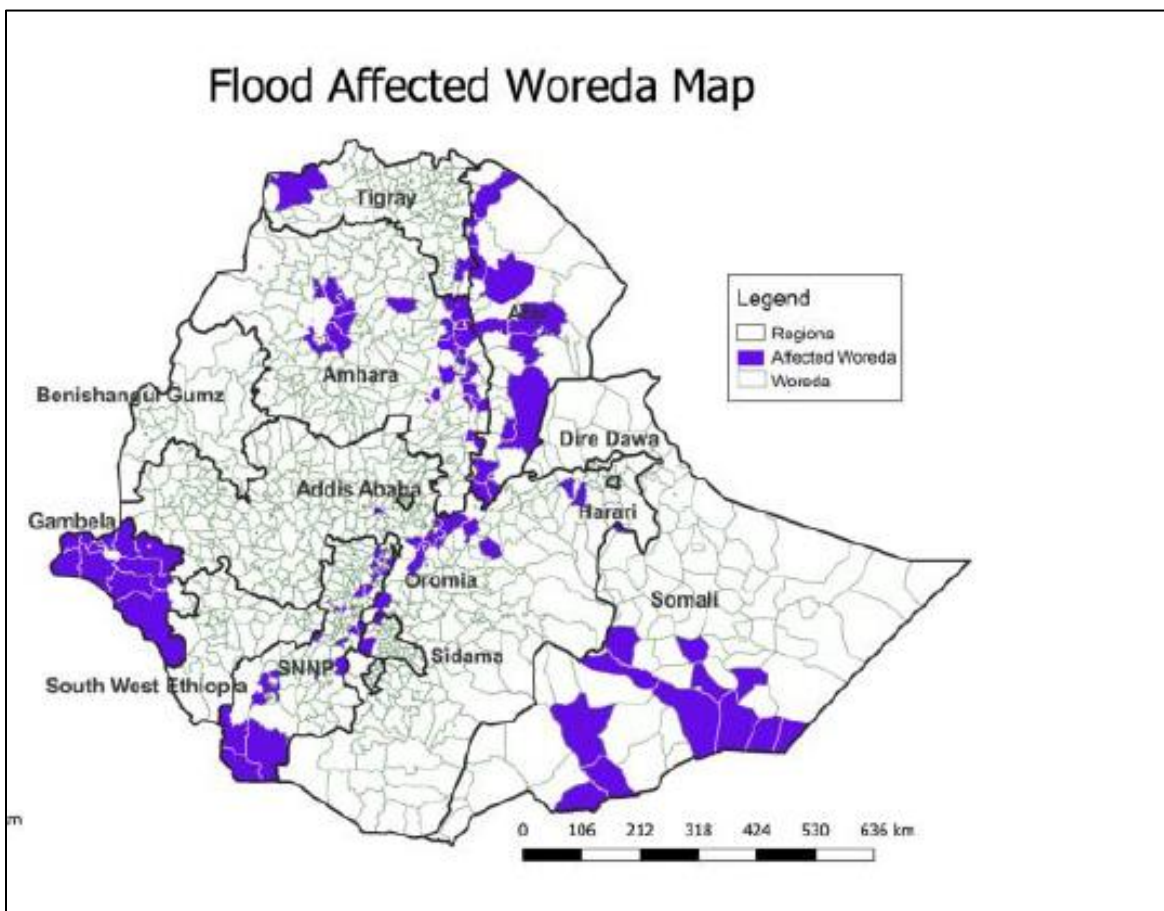 Flood Affected Woreda Map
Tigray
Amhara
Benishangul Gumz
Dire Dawa
Addis Ababa
Harari
Gambela
Oromia
Somali
Sidama
SNNP
South West Ethiopia
Legend
Regions
Affected Woreda
Woreda
m
0 106 212 318 424 530 636 km